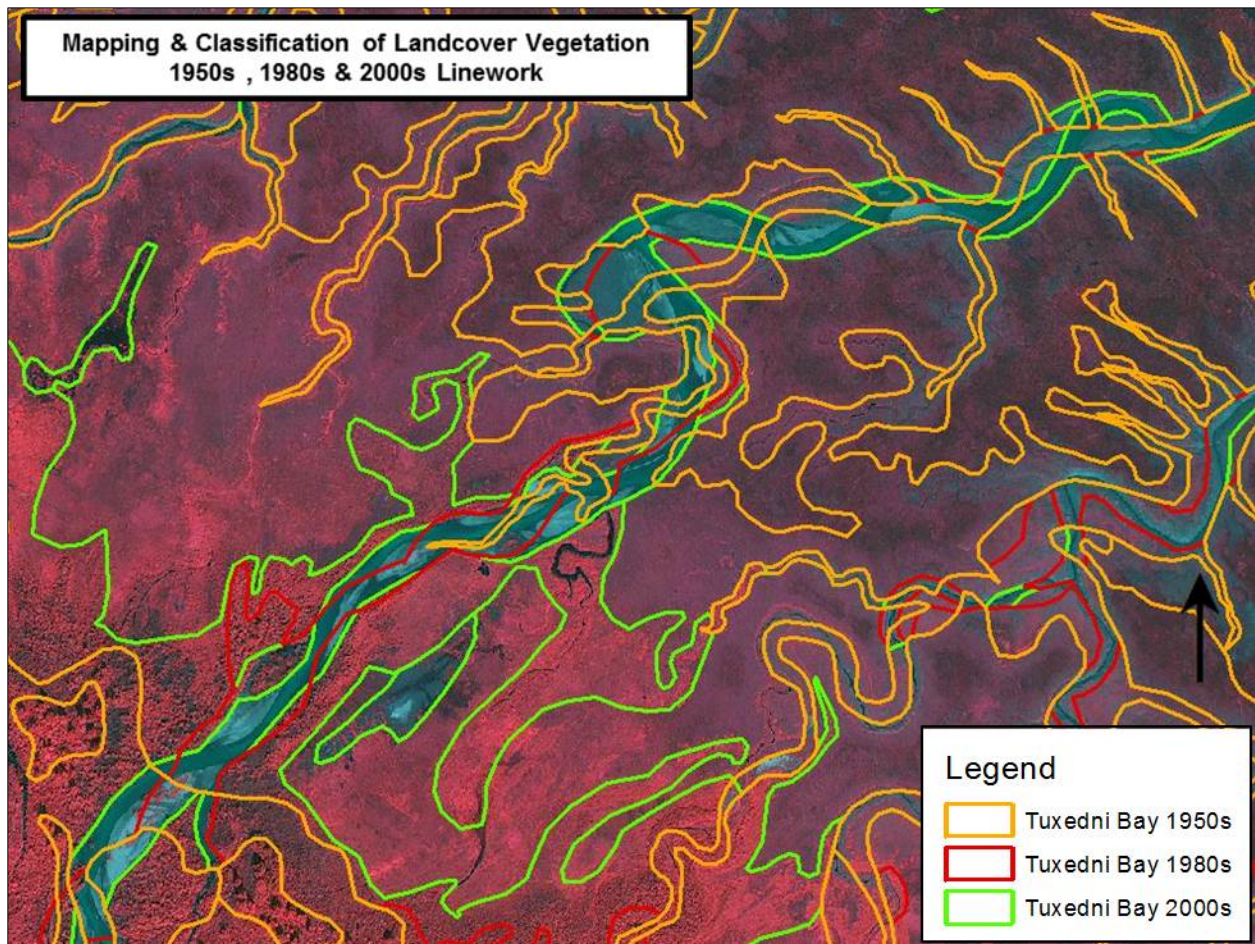 Mapping & Classification of Landcover Vegetation
1950s , 1980s & 2000s Linework
Legend
Tuxedni Bay 1950s
Tuxedni Bay 1980s
Tuxedni Bay 2000s